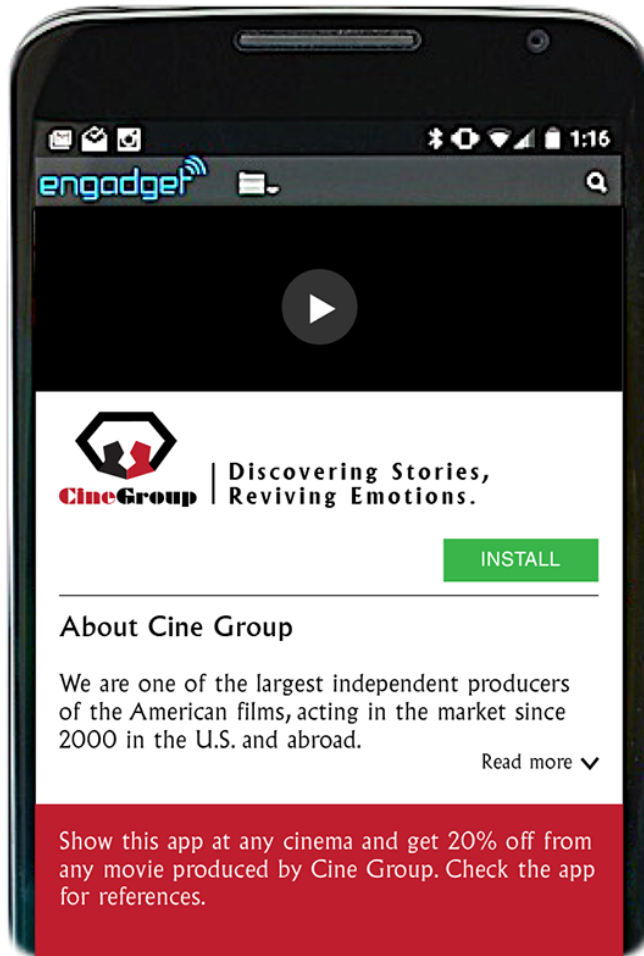 1:16
engadget
CineGroup
Discovering Stories,
Reviving Emotions.
INSTALL
About Cine Group
We are one of the largest independent producers
of the American films, acting in the market since
2000 in the U.S. and abroad.
Read more
Show this app at any cinema and get 20% off from
any movie produced by Cine Group. Check the app
for references.